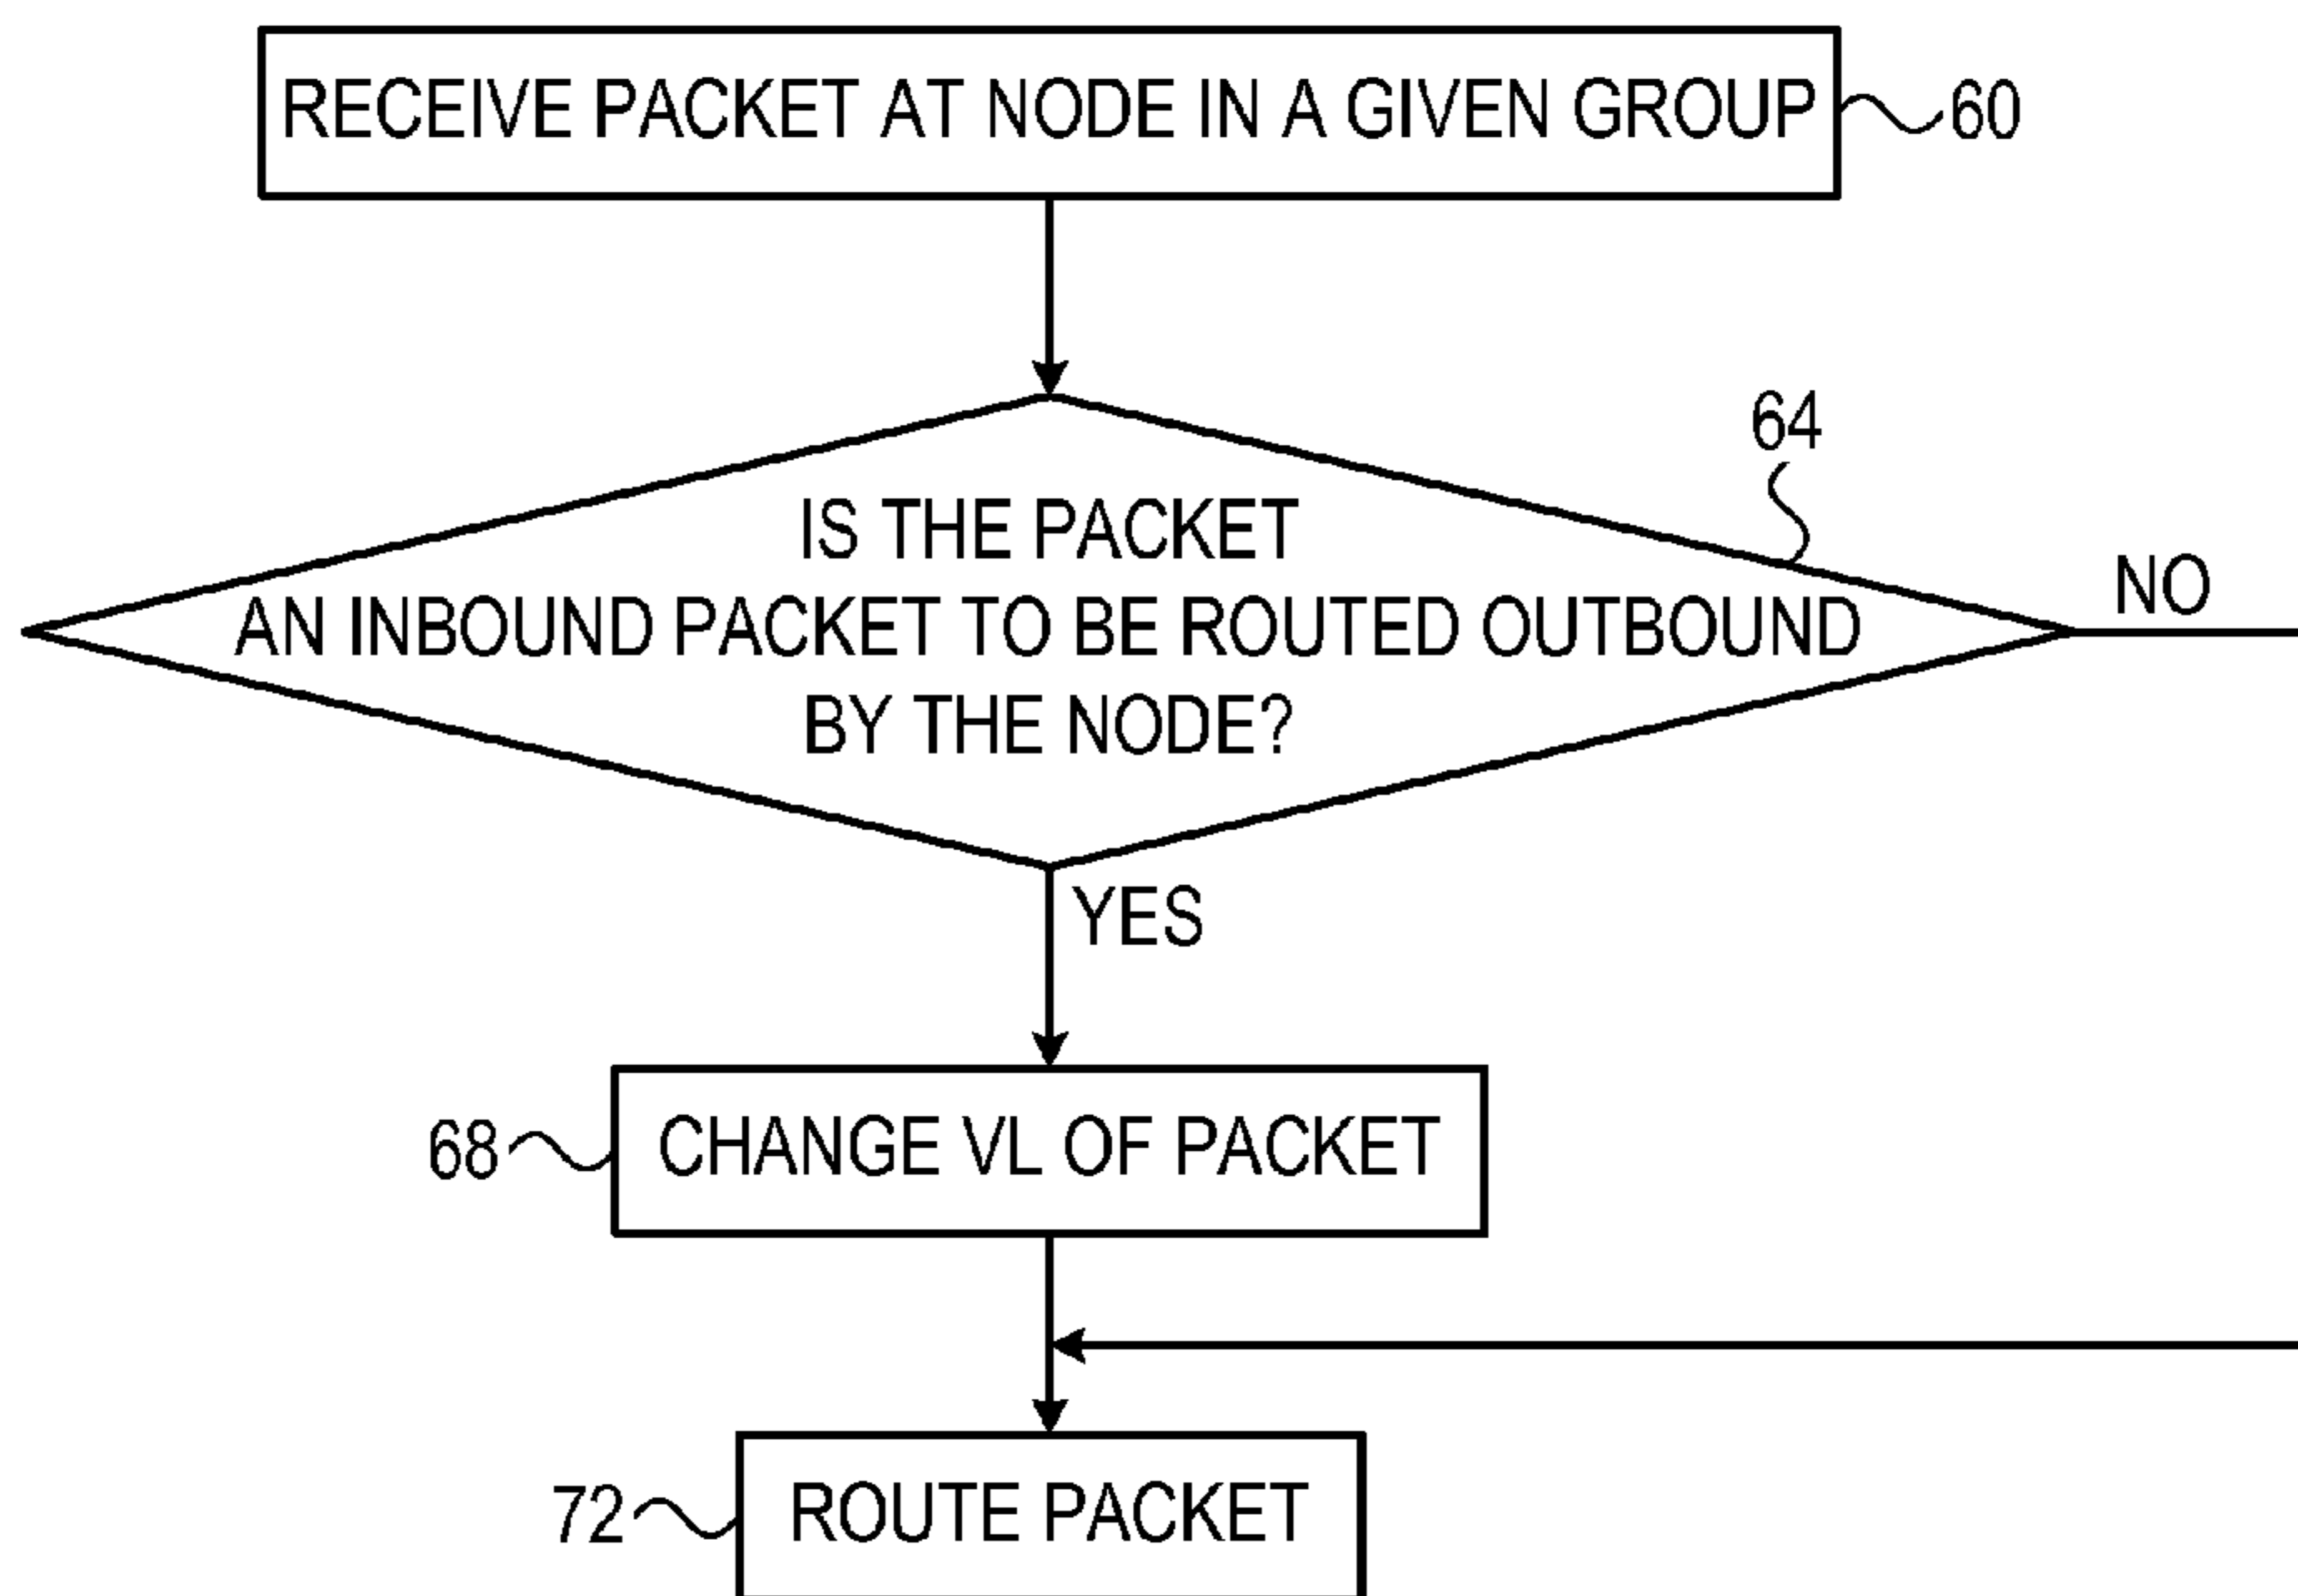 RECEIVE PACKET AT NODE IN A GIVEN GROUP
60
64
IS THE PACKET
AN INBOUND PACKET TO BE ROUTED OUTBOUND
BY THE NODE?
NO
YES
68
CHANGE VL OF PACKET
72
ROUTE PACKET